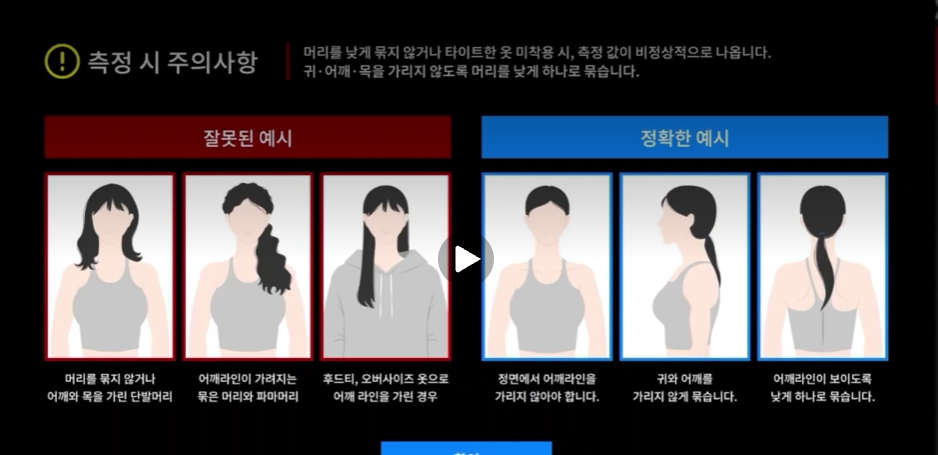 측정 시 주의사항
머리를 낮게 묶지 않거나 타이트한 옷 미착용 시, 측정 값이 비정상적으로 나옵니다.
귀·어깨·목을 가리지 않도록 머리를 낮게 하나로 묶습니다.
잘못된 예시
정확한 예시
머리를 묶지 않거나
어깨와 목을 가린 단발머리
어깨라인이 가려지는
묶은 머리와 파마머리
후드티, 오버사이즈 옷으로
어깨 라인을 가린 경우
정면에서 어깨라인을
가리지 않아야 합니다.
귀와 어깨를
가리지 않게 묶습니다.
어깨라인이 보이도록
낮게 하나로 묶습니다.